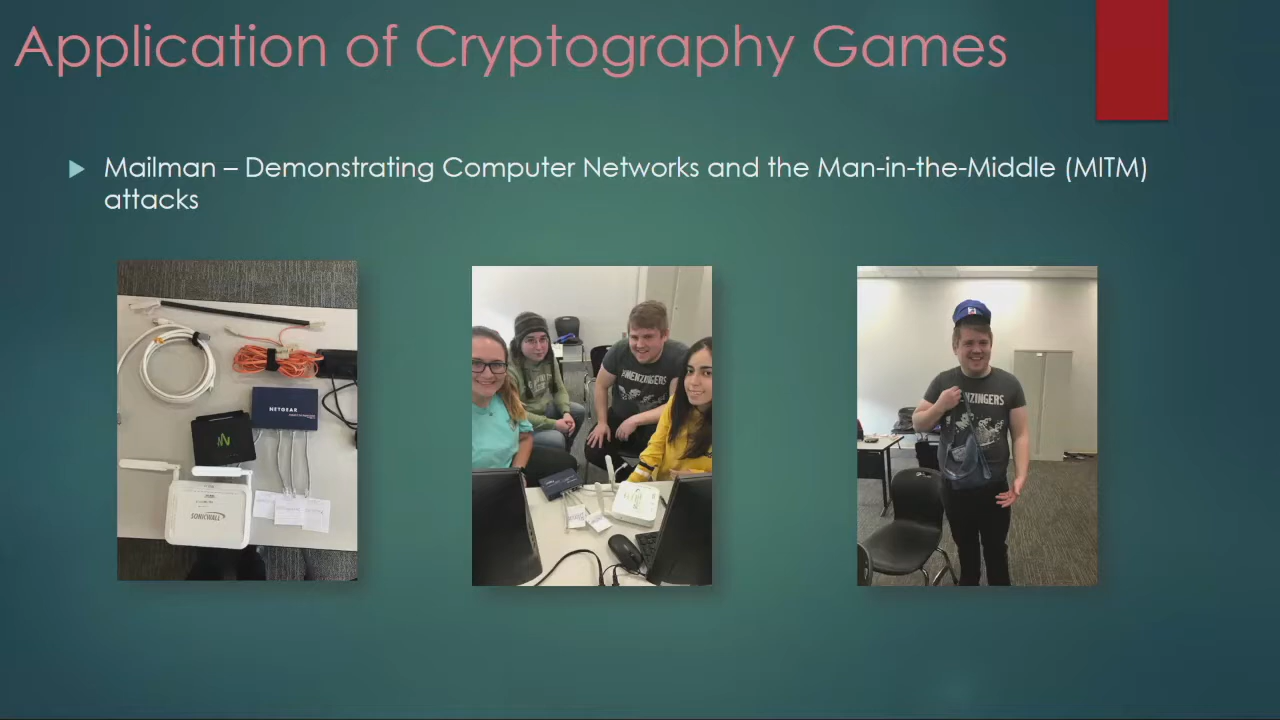 Application of Cryptography Games
Mailman – Demonstrating Computer Networks and the Man-in-the-Middle (MITM)
attacks
NETGEAR
SONICWALL
MENZINGERS
MENZINGERS